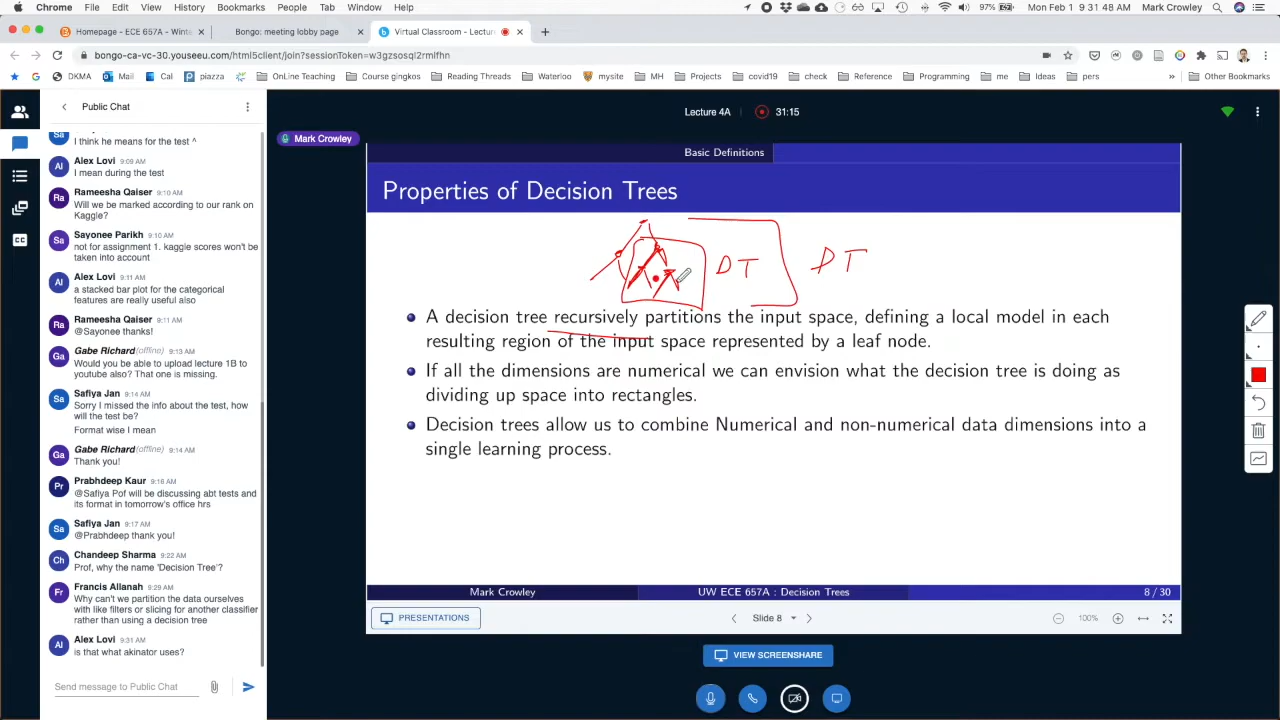 Chrome File Edit View History Bookmarks People Tab Window Help
97% Mon Feb 1 9:31:48 AM Mark Crowley
Homepage - ECE 657A - Winte
Bongo: meeting lobby page
Virtual Classroom - Lectur
bongo-ca-vc-30.youseeu.com/html5client/join?sessionToken=w3gzsosql2rmlfhn
DKMA Mail Cal piazza OnLine Teaching Course gingkos Reading Threads Waterloo mysite MH Projects covid19 check Reference Programming me Ideas pers » Other Bookmarks
Public Chat
Lecture 4A 31:15
Mark Crowley
Sa
I think he means for the test ^
Al Alex Lovi 9:09 AM
I mean during the test
Ra Rameesha Qaiser 9:10 AM
Will we be marked according to our rank on
Kaggle?
Sa Sayonee Parikh 9:10 AM
not for assignment 1. kaggle scores won't be
taken into account
Al Alex Lovi 9:11 AM
a stacked bar plot for the categorical
features are really useful also
Ra Rameesha Qaiser 9:11 AM
@Sayonee thanks!
Ga Gabe Richard(offline) 9:13 AM
Would you be able to upload lecture 1B to
youtube also? That one is missing.
Sa Safiya Jan 9:14 AM
Sorry I missed the info about the test, how
will the test be?
Format wise I mean
Ga Gabe Richard(offline) 9:14 AM
Thank you!
Pr Prabhdeep Kaur 9:16 AM
@Safiya Pof will be discussing abt tests and
its format in tomorrow's office hrs
Sa Safiya Jan 9:17 AM
@Prabhdeep thank you!
Ch Chandeep Sharma 9:22 AM
Prof, why the name 'Decision Tree'?
Fr Francis Allanah 9:29 AM
Why can't we partition the data ourselves
with like filters or slicing for another classifier
rather than using a decision tree
Al Alex Lovi 9:31 AM
is that what akinator uses?
Send message to Public Chat
Basic Definitions
Properties of Decision Trees
DT DT
A decision tree recursively partitions the input space, defining a local model in each
resulting region of the input space represented by a leaf node.
If all the dimensions are numerical we can envision what the decision tree is doing as
dividing up space into rectangles.
Decision trees allow us to combine Numerical and non-numerical data dimensions into a
single learning process.
Mark Crowley UW ECE 657A : Decision Trees 8 / 30
PRESENTATIONS Slide 8 100%
VIEW SCREENSHARE